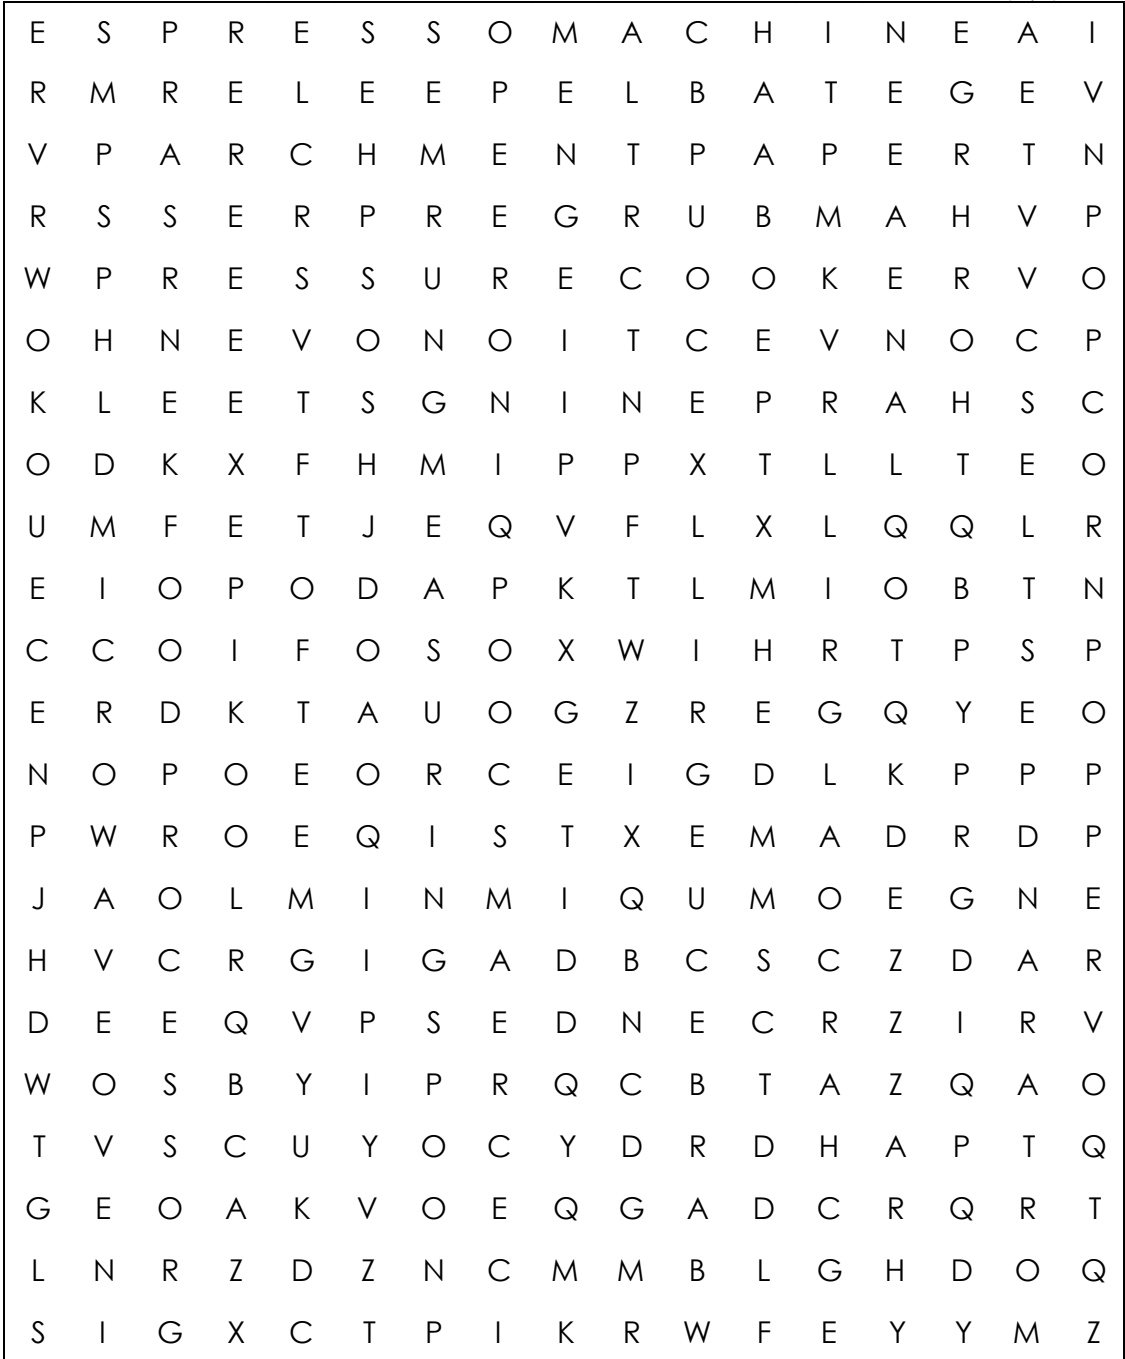 E S P R E S S O M A C H I N E A I
R M R E L E E P E L B A T E G E V
V P A R C H M E N T P A P E R T N
R S S E R P R E G R U B M A H V P
W P R E S S U R E C O O K E R V O
O H N E V O N O I T C E V N O C P
K L E E T S G N I N E P R A H S C
O D K X F H M I P P X T L L T E O
U M F E T J E Q V F L X L Q Q L R
E I O P O D A P K T L M I O B T N
C C O I F O S O X W I H R T P S P
E R D K T A U O G Z R E G Q Y E O
N O P O E O R C E I G D L K P P P
P W R O E Q I S T X E M A D R D P
J A O L M I N M I Q U M O E G N E
H V C R G I G A D B C S C Z D A R
D E E Q V P S E D N E C R Z I R V
W O S B Y I P R Q C B T A Z Q A O
T V S C U Y O C Y D R D H A P T Q
G E O A K V O E Q G A D C R Q R T
L N R Z D Z N C M M B L G H D O Q
S I G X C T P I K R W F E Y Y M Z